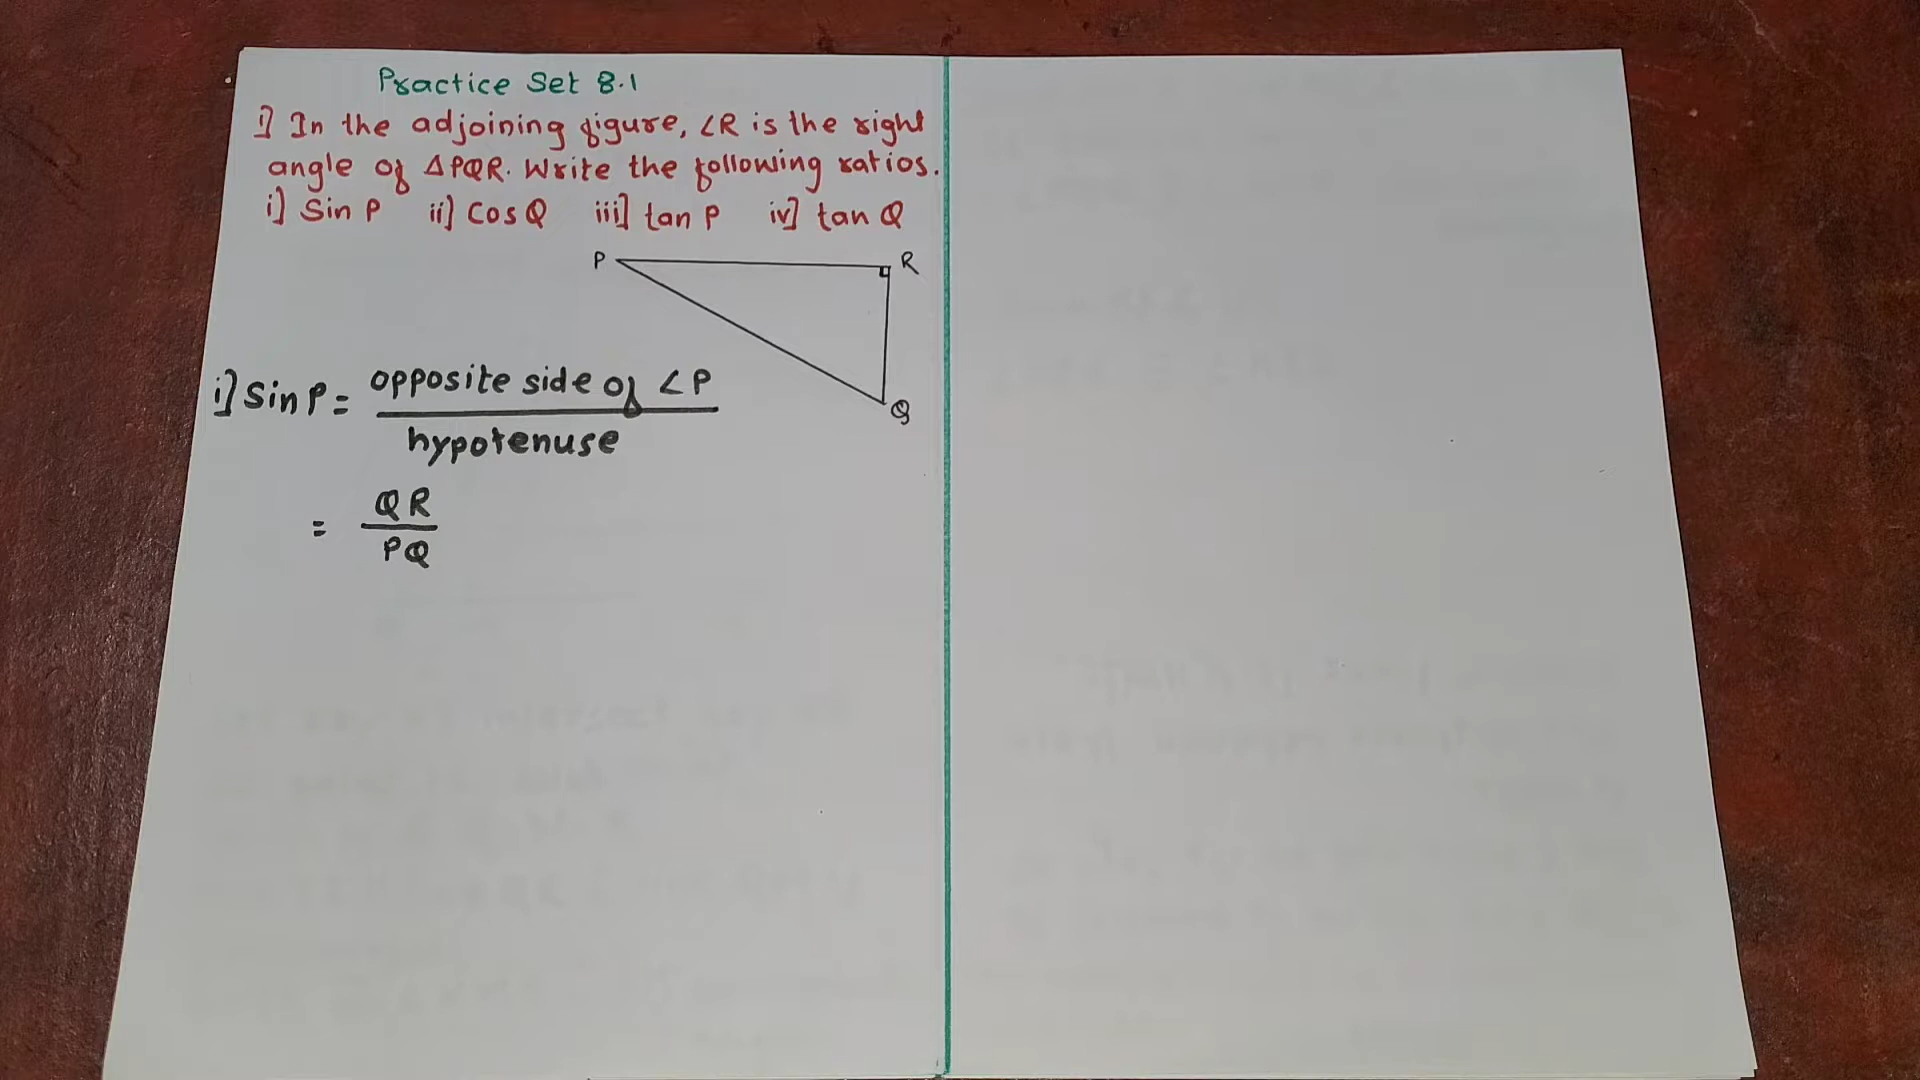 Practice Set 8.1
1] In the adjoining figure, ∠R is the right
angle of ΔPQR. Write the following ratios.
i] Sin P ii] Cos Q iii] tan P iv] tan Q
P R
Q
i] Sin P = opposite side of ∠P
hypotenuse
= QR
PQ